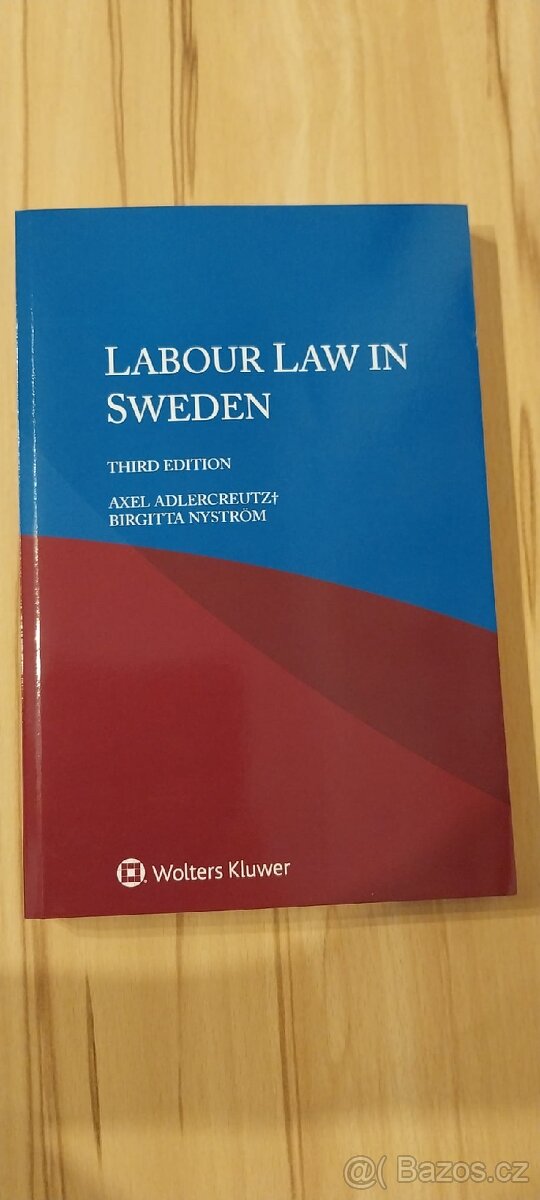 LABOUR LAW IN
SWEDEN
THIRD EDITION
AXEL ADLERCREUTZ†
BIRGITTA NYSTRÖM
Wolters Kluwer
@( Bazos.cz